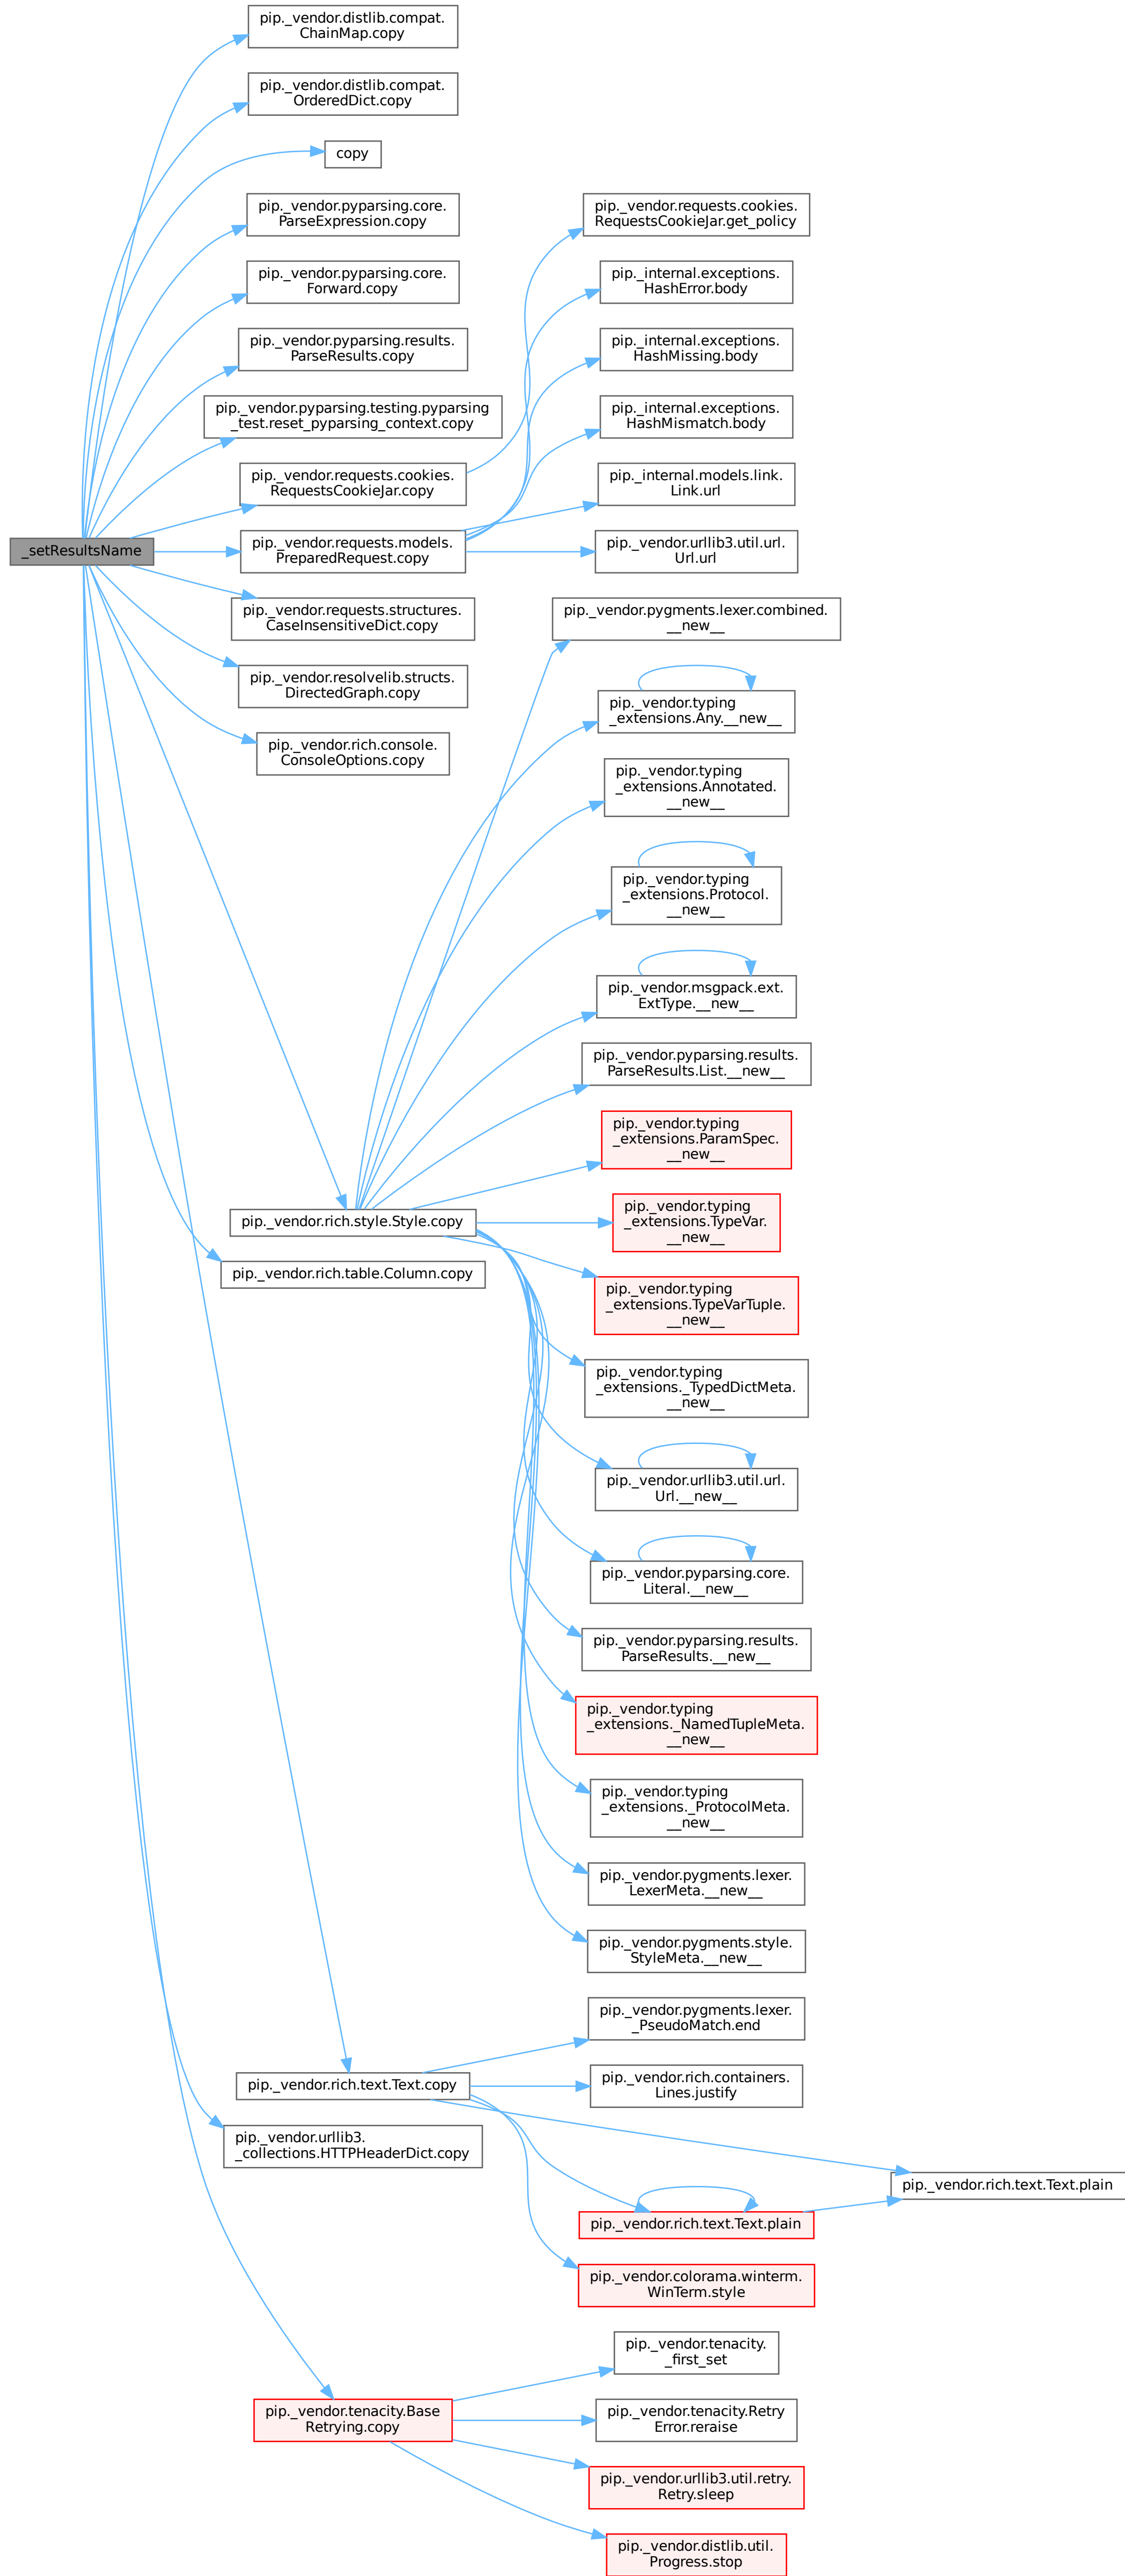 _setResultsName
pip._vendor.distlib.compat.
ChainMap.copy
pip._vendor.distlib.compat.
OrderedDict.copy
copy
pip._vendor.pyparsing.core.
ParseExpression.copy
pip._vendor.pyparsing.core.
Forward.copy
pip._vendor.pyparsing.results.
ParseResults.copy
pip._vendor.pyparsing.testing.pyparsing
_test.reset_pyparsing_context.copy
pip._vendor.requests.cookies.
RequestsCookieJar.copy
pip._vendor.requests.models.
PreparedRequest.copy
pip._vendor.requests.structures.
CaseInsensitiveDict.copy
pip._vendor.resolvelib.structs.
DirectedGraph.copy
pip._vendor.rich.console.
ConsoleOptions.copy
pip._vendor.rich.style.Style.copy
pip._vendor.rich.table.Column.copy
pip._vendor.rich.text.Text.copy
pip._vendor.urllib3.
_collections.HTTPHeaderDict.copy
pip._vendor.tenacity.Base
Retrying.copy
pip._vendor.requests.cookies.
RequestsCookieJar.get_policy
pip._internal.exceptions.
HashError.body
pip._internal.exceptions.
HashMissing.body
pip._internal.exceptions.
HashMismatch.body
pip._internal.models.link.
Link.url
pip._vendor.urllib3.util.url.
Url.url
pip._vendor.pygments.lexer.combined.
__new__
pip._vendor.typing
_extensions.Any.__new__
pip._vendor.typing
_extensions.Annotated.
__new__
pip._vendor.typing
_extensions.Protocol.
__new__
pip._vendor.msgpack.ext.
ExtType.__new__
pip._vendor.pyparsing.results.
ParseResults.List.__new__
pip._vendor.typing
_extensions.ParamSpec.
__new__
pip._vendor.typing
_extensions.TypeVar.
__new__
pip._vendor.typing
_extensions.TypeVarTuple.
__new__
pip._vendor.typing
_extensions._TypedDictMeta.
__new__
pip._vendor.urllib3.util.url.
Url.__new__
pip._vendor.pyparsing.core.
Literal.__new__
pip._vendor.pyparsing.results.
ParseResults.__new__
pip._vendor.typing
_extensions._NamedTupleMeta.
__new__
pip._vendor.typing
_extensions._ProtocolMeta.
__new__
pip._vendor.pygments.lexer.
LexerMeta.__new__
pip._vendor.pygments.style.
StyleMeta.__new__
pip._vendor.pygments.lexer.
_PseudoMatch.end
pip._vendor.rich.containers.
Lines.justify
pip._vendor.rich.text.Text.plain
pip._vendor.colorama.winterm.
WinTerm.style
pip._vendor.tenacity.
_first_set
pip._vendor.tenacity.Retry
Error.reraise
pip._vendor.urllib3.util.retry.
Retry.sleep
pip._vendor.distlib.util.
Progress.stop
pip._vendor.rich.text.Text.plain